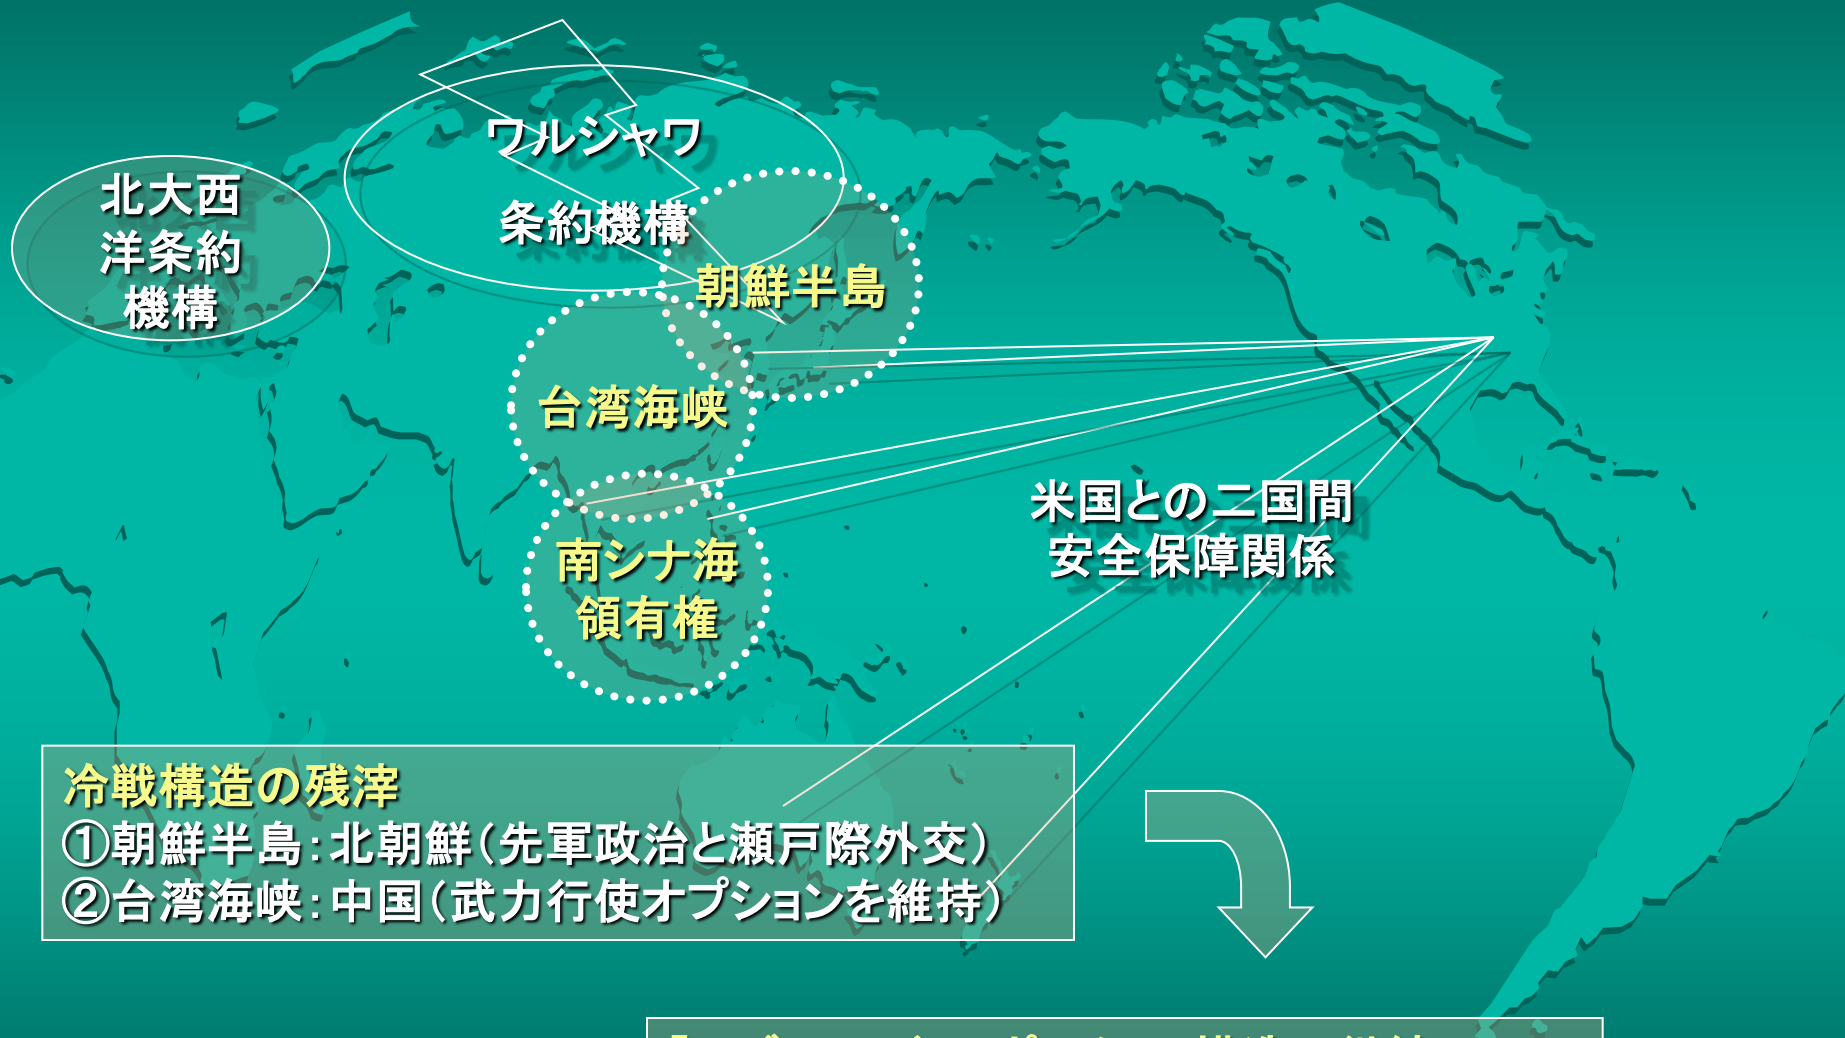 ワルシャワ
条約機構
北大西
洋条約
機構
朝鮮半島
台湾海峡
南シナ海
領有権
米国との二国間
安全保障関係
冷戦構造の残滓
①朝鮮半島：北朝鮮（先軍政治と瀬戸際外交）
②台湾海峡：中国（武力行使オプションを維持）